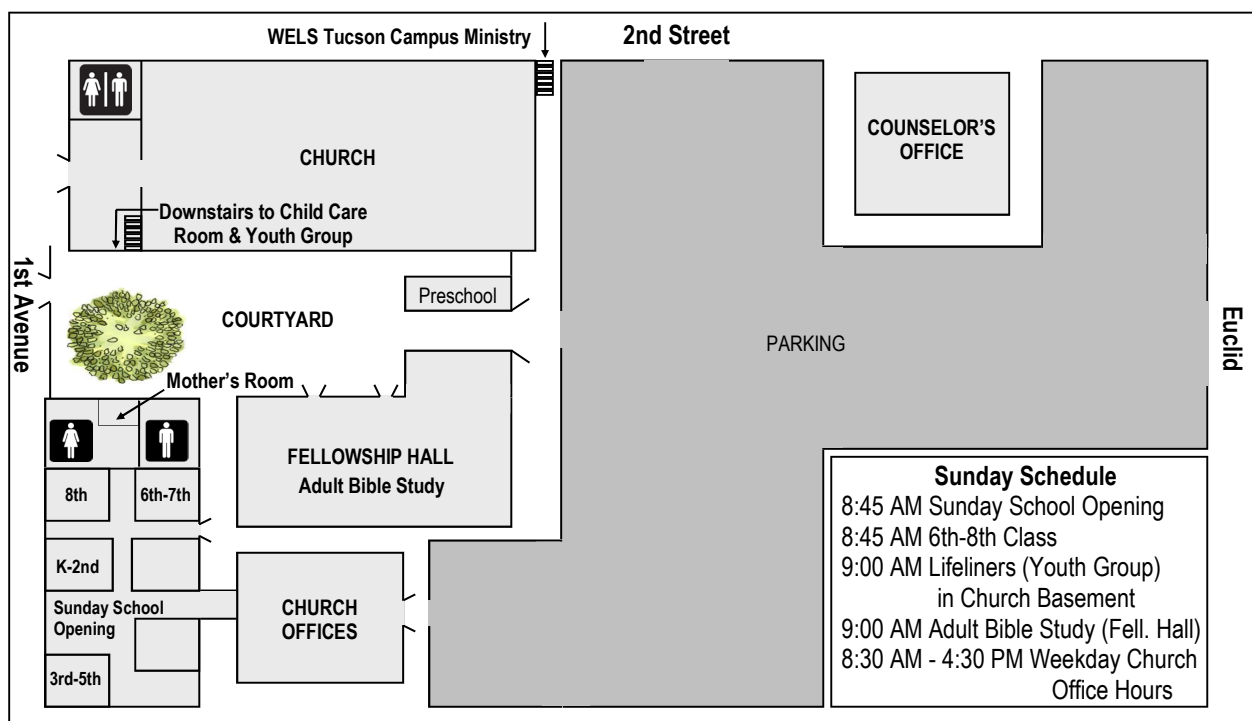 WELS Tucson Campus Ministry
2nd Street
COUNSELOR'S
OFFICE
CHURCH
Downstairs to Child Care
Room & Youth Group
1st Avenue
Preschool
COURTYARD
PARKING
Euclid
Mother's Room
FELLOWSHIP HALL
Adult Bible Study
8th
6th-7th
K-2nd
Sunday School
Opening
3rd-5th
CHURCH
OFFICES
Sunday Schedule
8:45 AM Sunday School Opening
8:45 AM 6th-8th Class
9:00 AM Lifeliners (Youth Group)
in Church Basement
9:00 AM Adult Bible Study (Fell. Hall)
8:30 AM - 4:30 PM Weekday Church
Office Hours